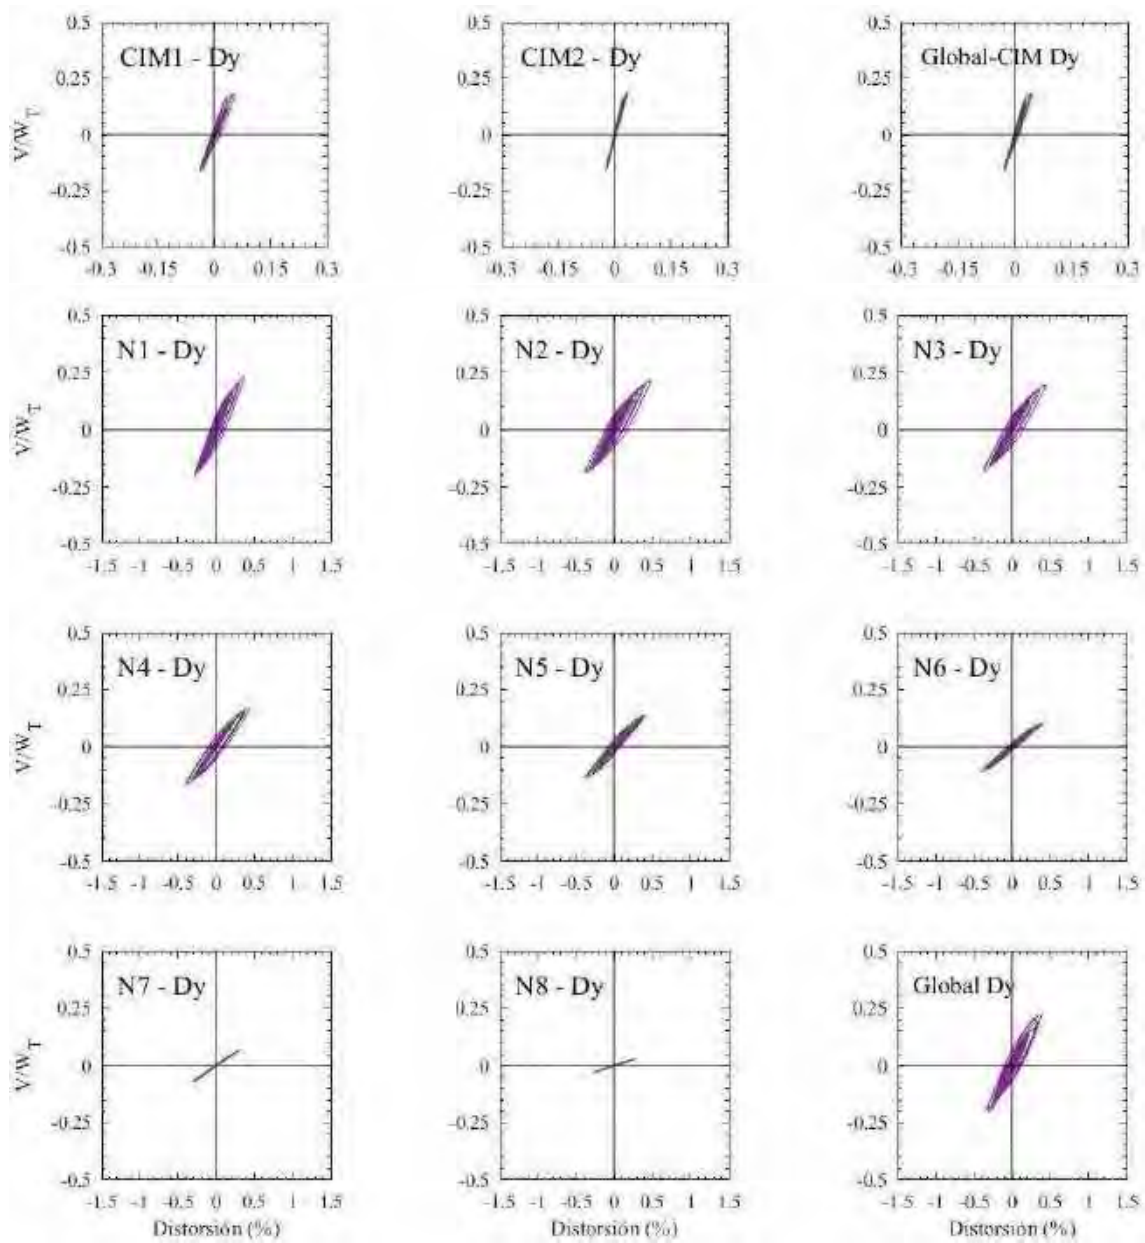 CIM1 - Dy
CIM2 - Dy
Global-CIM Dy
0.5 0.5 0.5
0.25 0.25 0.25
V/W_T 0 0 0
-0.25 -0.25 -0.25
-0.5 -0.5 -0.5
-0.3 -0.15 0 0.15 0.3 -0.3 -0.15 0 0.15 0.3 -0.3 -0.15 0 0.15 0.3
N1 - Dy
N2 - Dy
N3 - Dy
0.5 0.5 0.5
0.25 0.25 0.25
V/W_T 0 0 0
-0.25 -0.25 -0.25
-0.5 -0.5 -0.5
-1.5 -1 -0.5 0 0.5 1 1.5 -1.5 -1 -0.5 0 0.5 1 1.5 -1.5 -1 -0.5 0 0.5 1 1.5
N4 - Dy
N5 - Dy
N6 - Dy
0.5 0.5 0.5
0.25 0.25 0.25
V/W_T 0 0 0
-0.25 -0.25 -0.25
-0.5 -0.5 -0.5
-1.5 -1 -0.5 0 0.5 1 1.5 -1.5 -1 -0.5 0 0.5 1 1.5 -1.5 -1 -0.5 0 0.5 1 1.5
N7 - Dy
N8 - Dy
Global Dy
0.5 0.5 0.5
0.25 0.25 0.25
V/W_T 0 0 0
-0.25 -0.25 -0.25
-0.5 -0.5 -0.5
-1.5 -1 -0.5 0 0.5 1 1.5 -1.5 -1 -0.5 0 0.5 1 1.5 -1.5 -1 -0.5 0 0.5 1 1.5
Distorsión (%) Distorsión (%) Distorsión (%)